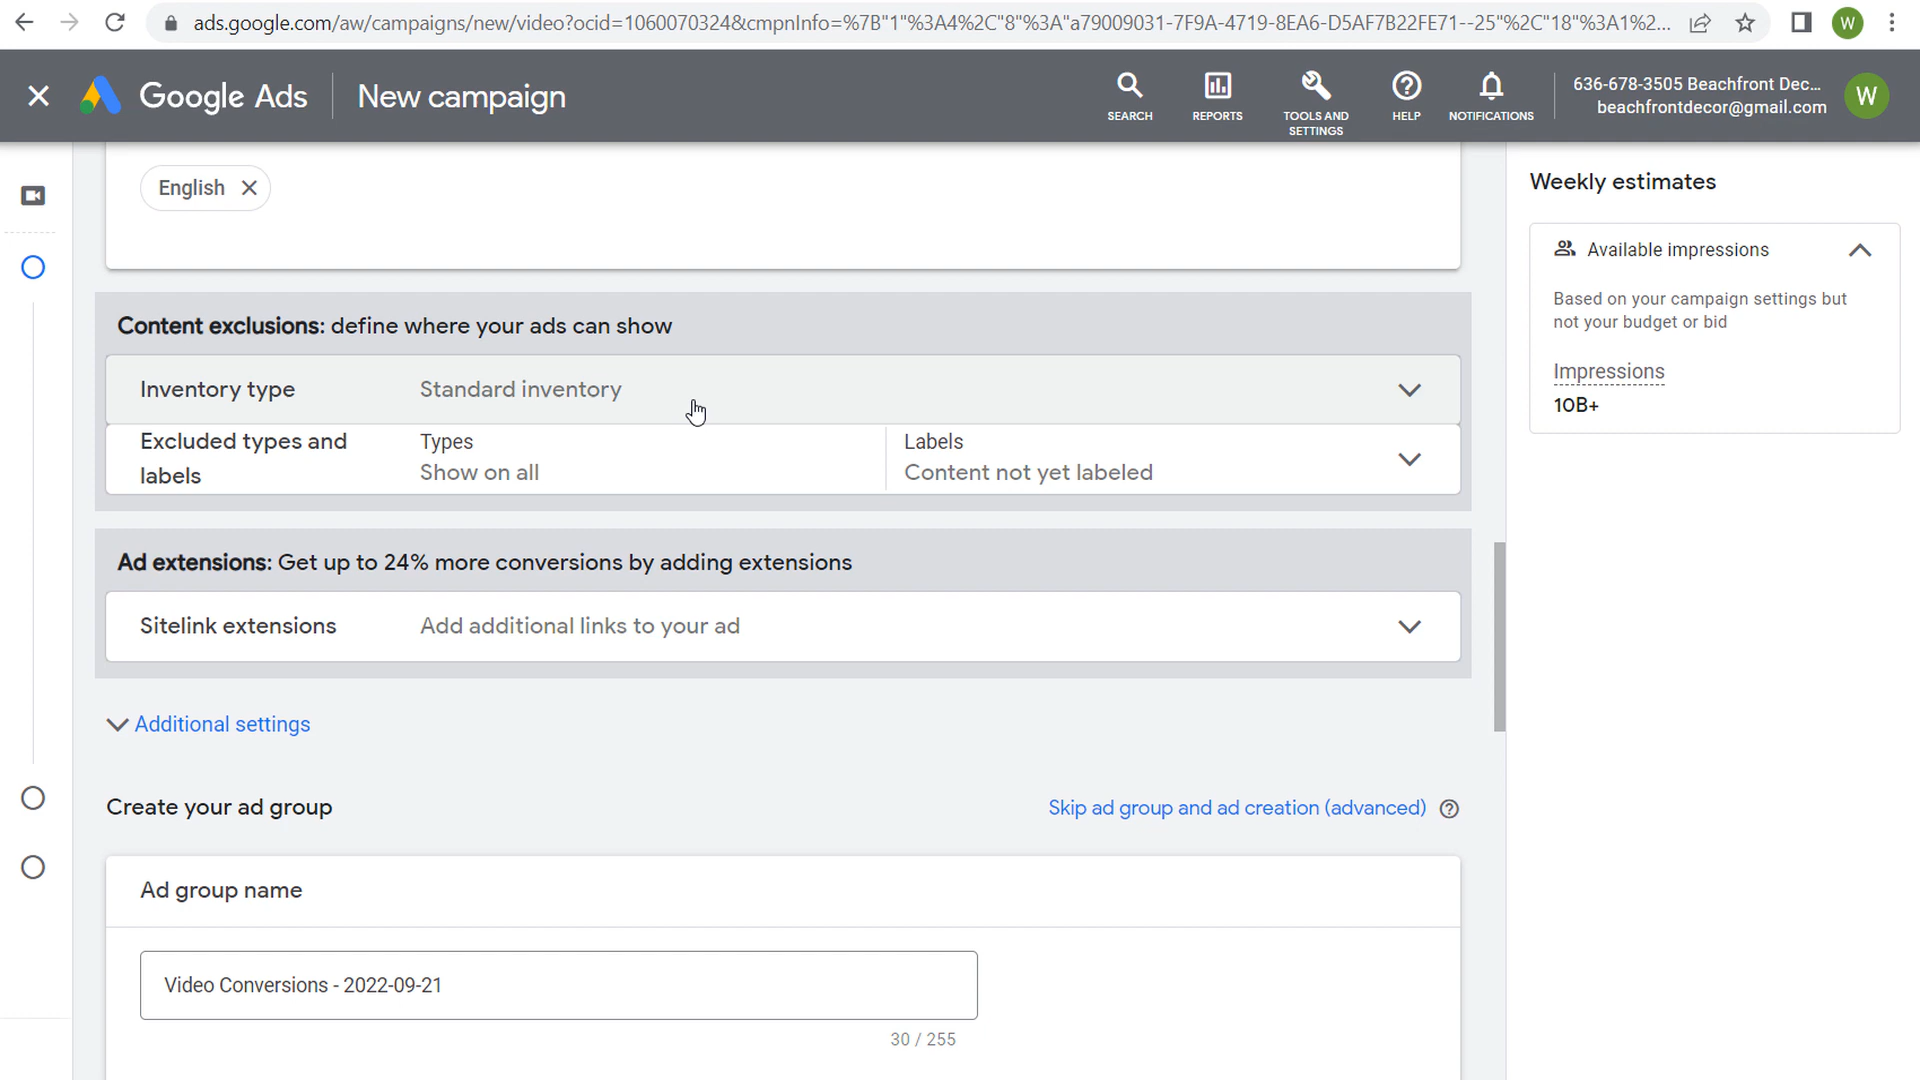 ads.google.com/aw/campaigns/new/video?ocid=1060070324&cmpnInfo=%7B"1"%3A4%2C"8"%3A"a79009031-7F9A-4719-8EA6-D5AF7B22FE71--25"%2C"18"%3A1%2...
W
Google Ads
New campaign
SEARCH
REPORTS
TOOLS AND
SETTINGS
HELP
NOTIFICATIONS
636-678-3505 Beachfront Dec...
beachfrontdecor@gmail.com
W
English
Weekly estimates
Available impressions
Based on your campaign settings but
not your budget or bid
Impressions
10B+
Content exclusions: define where your ads can show
Inventory type
Standard inventory
Excluded types and
labels
Types
Show on all
Labels
Content not yet labeled
Ad extensions: Get up to 24% more conversions by adding extensions
Sitelink extensions
Add additional links to your ad
Additional settings
Create your ad group
Skip ad group and ad creation (advanced)
Ad group name
Video Conversions - 2022-09-21
30 / 255